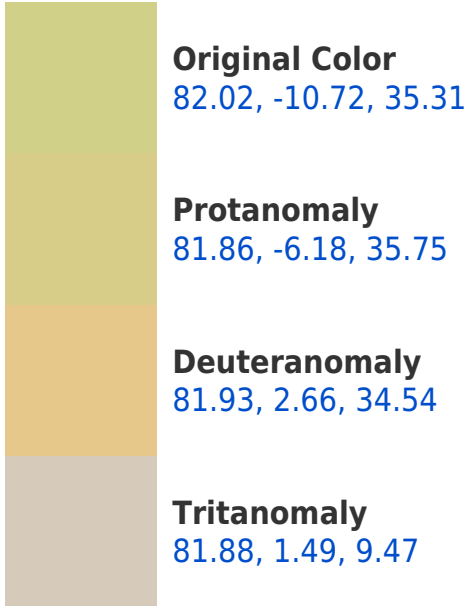 Original Color
82.02, -10.72, 35.31
Protanomaly
81.86, -6.18, 35.75
Deuteranomaly
81.93, 2.66, 34.54
Tritanomaly
81.88, 1.49, 9.47